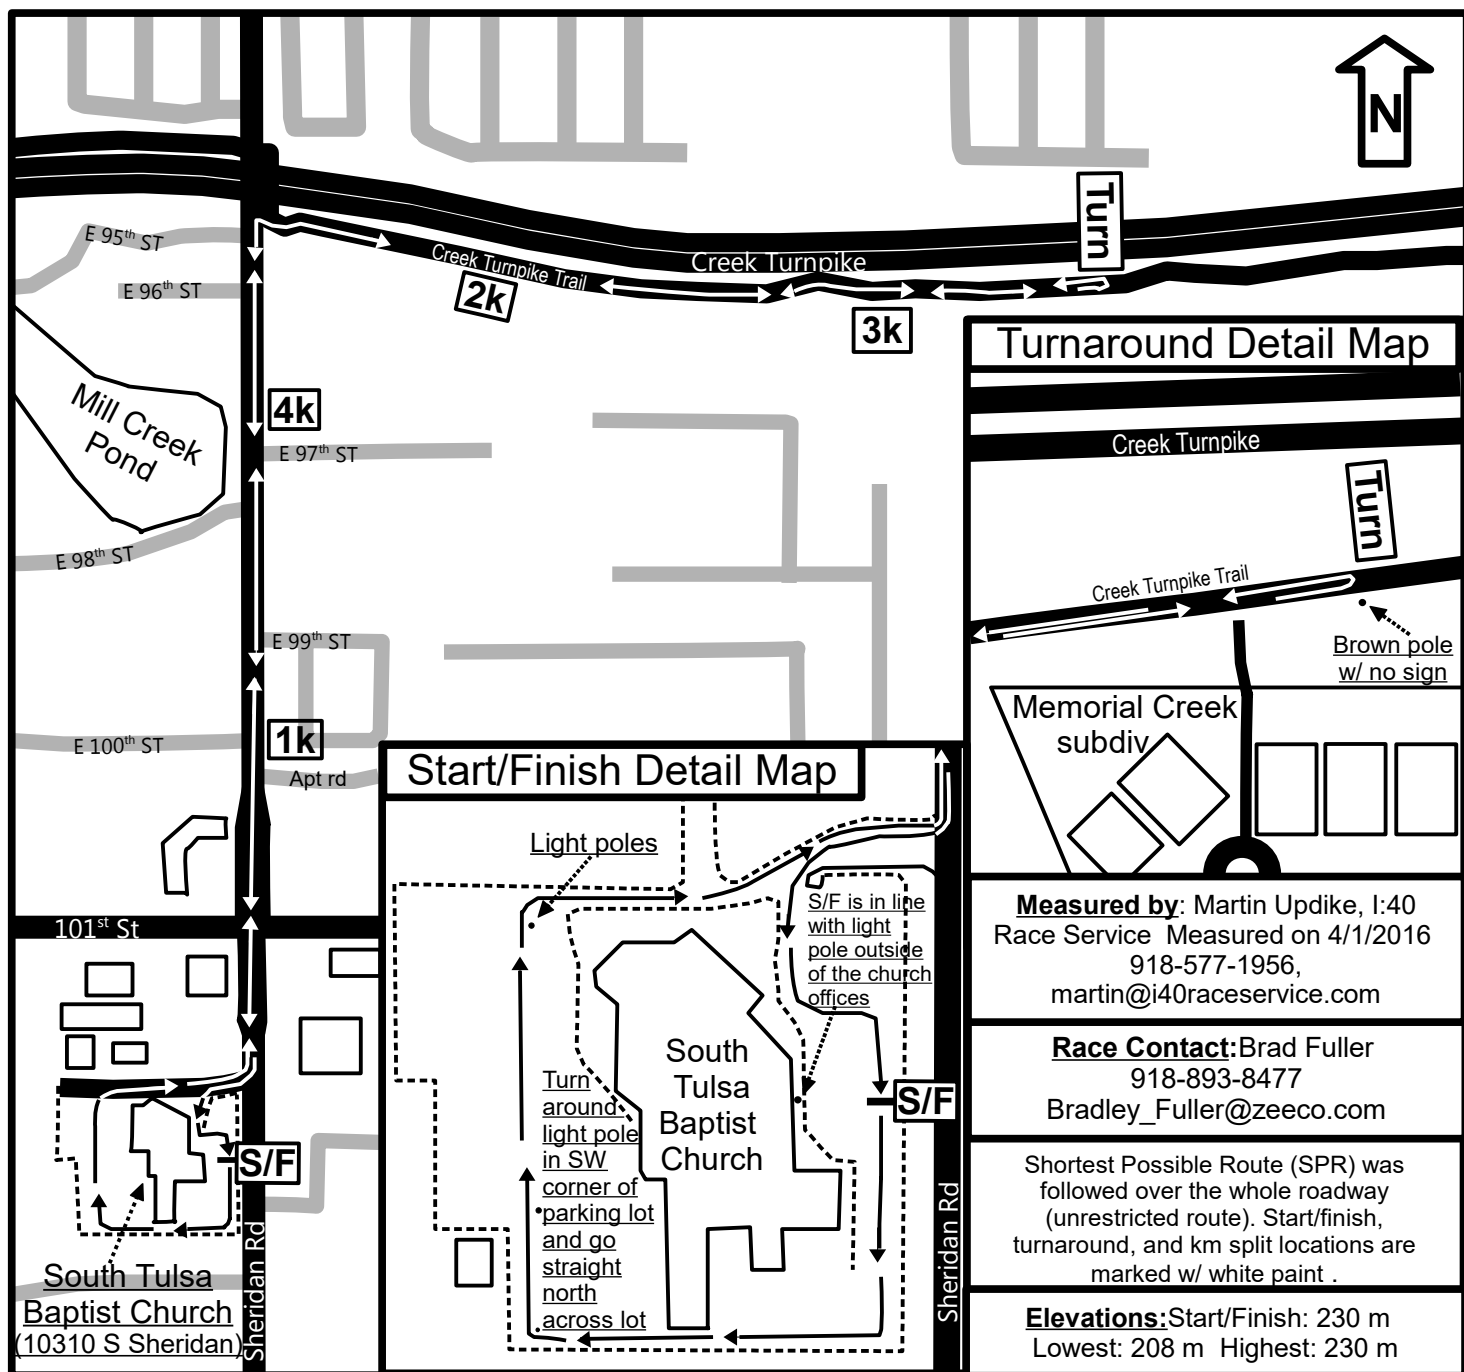 N
E 95th ST
E 96th ST
Creek Turnpike Trail
Creek Turnpike
Turn
2k
3k
Mill Creek
Pond
4k
E 97th ST
E 98th ST
E 99th ST
E 100th ST
1k
Apt rd
101st St
S/F
Sheridan Rd
South Tulsa
Baptist Church
(10310 S Sheridan)
Start/Finish Detail Map
Light poles
S/F is in line
with light
pole outside
of the church
offices
South
Tulsa
Baptist
Church
Turn
around
light pole
in SW
corner of
parking lot
and go
straight
north
across lot
S/F
Sheridan Rd
Turnaround Detail Map
Creek Turnpike
Turn
Creek Turnpike Trail
Brown pole
w/ no sign
Memorial Creek
subdiv
Measured by: Martin Updike, I:40
Race Service  Measured on 4/1/2016
918-577-1956,
martin@i40raceservice.com
Race Contact:Brad Fuller
918-893-8477
Bradley_Fuller@zeeco.com
Shortest Possible Route (SPR) was
followed over the whole roadway
(unrestricted route). Start/finish,
turnaround, and km split locations are
marked w/ white paint .
Elevations:Start/Finish: 230 m
Lowest: 208 m  Highest: 230 m